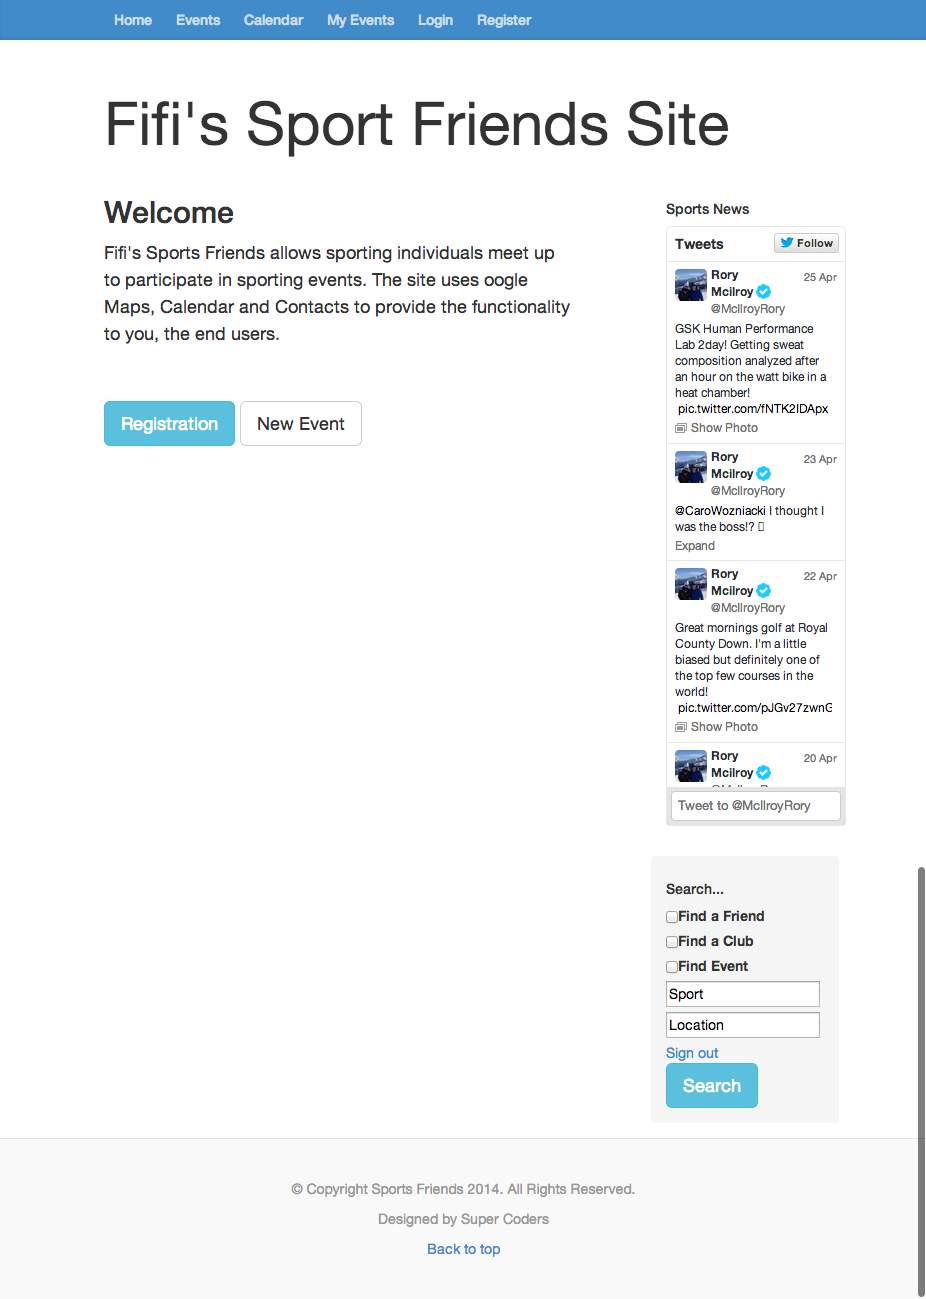 Home Events Calendar My Events Login Register
Fifi's Sport Friends Site
Welcome
Fifi's Sports Friends allows sporting individuals meet up
to participate in sporting events. The site uses oogle
Maps, Calendar and Contacts to provide the functionality
to you, the end users.
Registration New Event
Sports News
Tweets Follow
Rory 25 Apr
Mcilroy
@McIlroyRory
GSK Human Performance
Lab 2day! Getting sweat
composition analyzed after
an hour on the watt bike in a
heat chamber!
pic.twitter.com/fNTK2IDApx
Show Photo
Rory 23 Apr
Mcilroy
@McIlroyRory
@CaroWozniacki I thought I
was the boss!?
Expand
Rory 22 Apr
Mcilroy
@McIlroyRory
Great mornings golf at Royal
County Down. I'm a little
biased but definitely one of
the top few courses in the
world!
pic.twitter.com/pJGv27zwnG
Show Photo
Rory 20 Apr
Mcilroy
Tweet to @McIlroyRory
Search...
Find a Friend
Find a Club
Find Event
Sport
Location
Sign out
Search
© Copyright Sports Friends 2014. All Rights Reserved.
Designed by Super Coders
Back to top